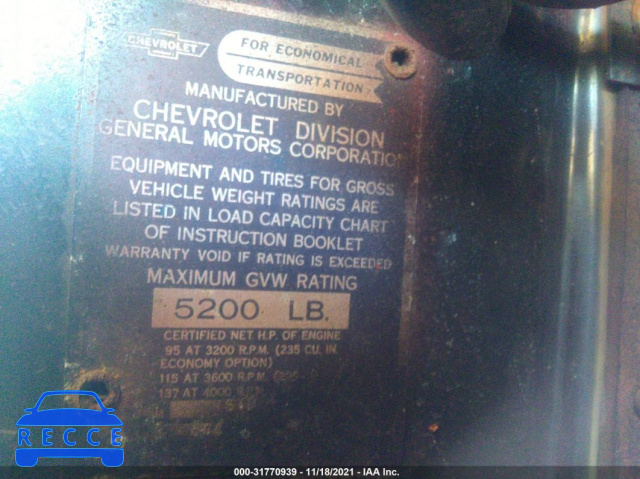 CHEVROLET
FOR ECONOMICAL
TRANSPORTATION
MANUFACTURED BY
CHEVROLET DIVISION
GENERAL MOTORS CORPORATION
EQUIPMENT AND TIRES FOR GROSS
VEHICLE WEIGHT RATINGS ARE
LISTED IN LOAD CAPACITY CHART
OF INSTRUCTION BOOKLET
WARRANTY VOID IF RATING IS EXCEEDED
MAXIMUM GVW RATING
5200 LB.
CERTIFIED NET H.P. OF ENGINE
95 AT 3200 R.P.M. (235 CU. IN
ECONOMY OPTION)
115 AT 3600 R.P.M.
137 AT 4000
RECCE
000-31770939 - 11/18/2021 - IAA Inc.